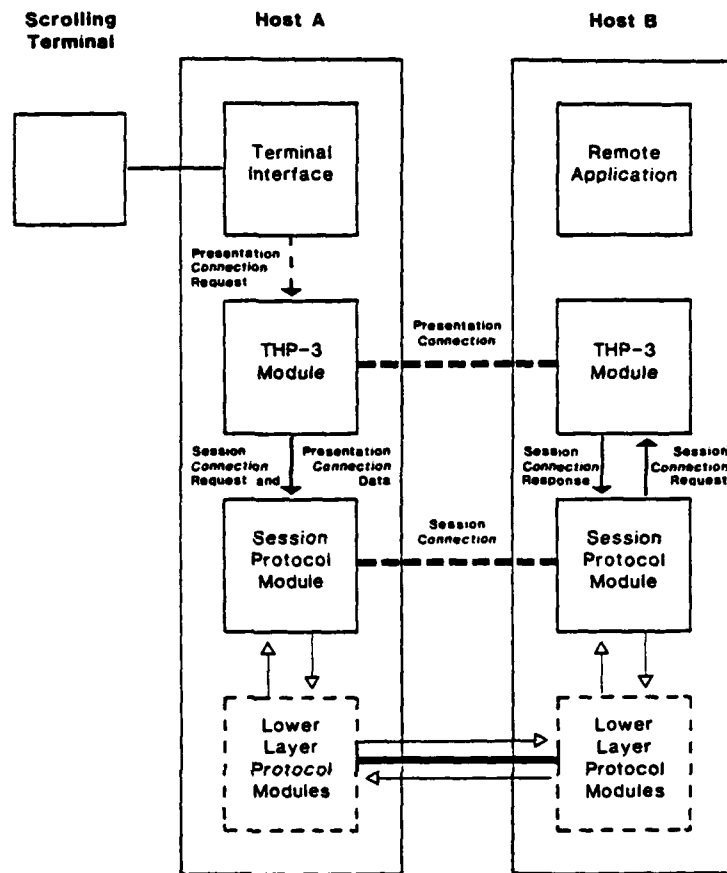 Scrolling
Terminal
Host A
Host B
Terminal
Interface
Remote
Application
Presentation
Connection
Request
THP-3
Module
Presentation
Connection
THP-3
Module
Session
Connection
Request and
Presentation
Connection
Data
Session
Connection
Response
Session
Connection
Request
Session
Protocol
Module
Session
Connection
Session
Protocol
Module
Lower
Layer
Protocol
Modules
Lower
Layer
Protocol
Modules